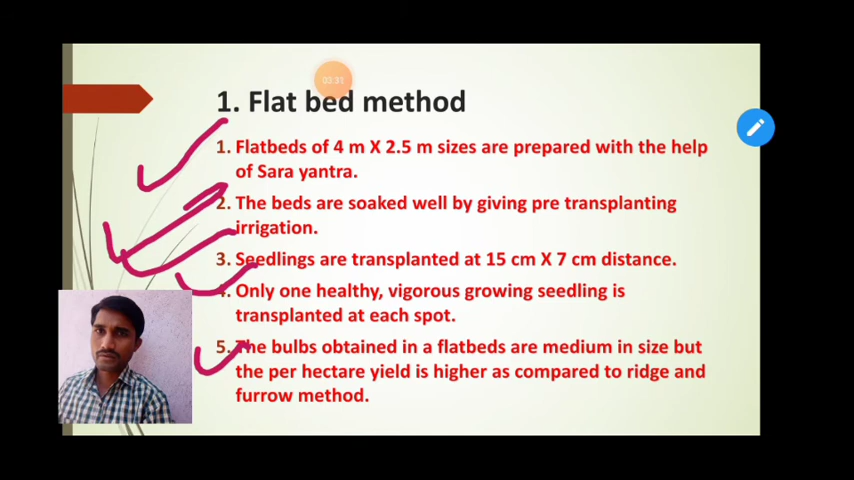 03:31
1. Flat bed method
1. Flatbeds of 4 m X 2.5 m sizes are prepared with the help
of Sara yantra.
2. The beds are soaked well by giving pre transplanting
irrigation.
3. Seedlings are transplanted at 15 cm X 7 cm distance.
4. Only one healthy, vigorous growing seedling is
transplanted at each spot.
5. The bulbs obtained in a flatbeds are medium in size but
the per hectare yield is higher as compared to ridge and
furrow method.